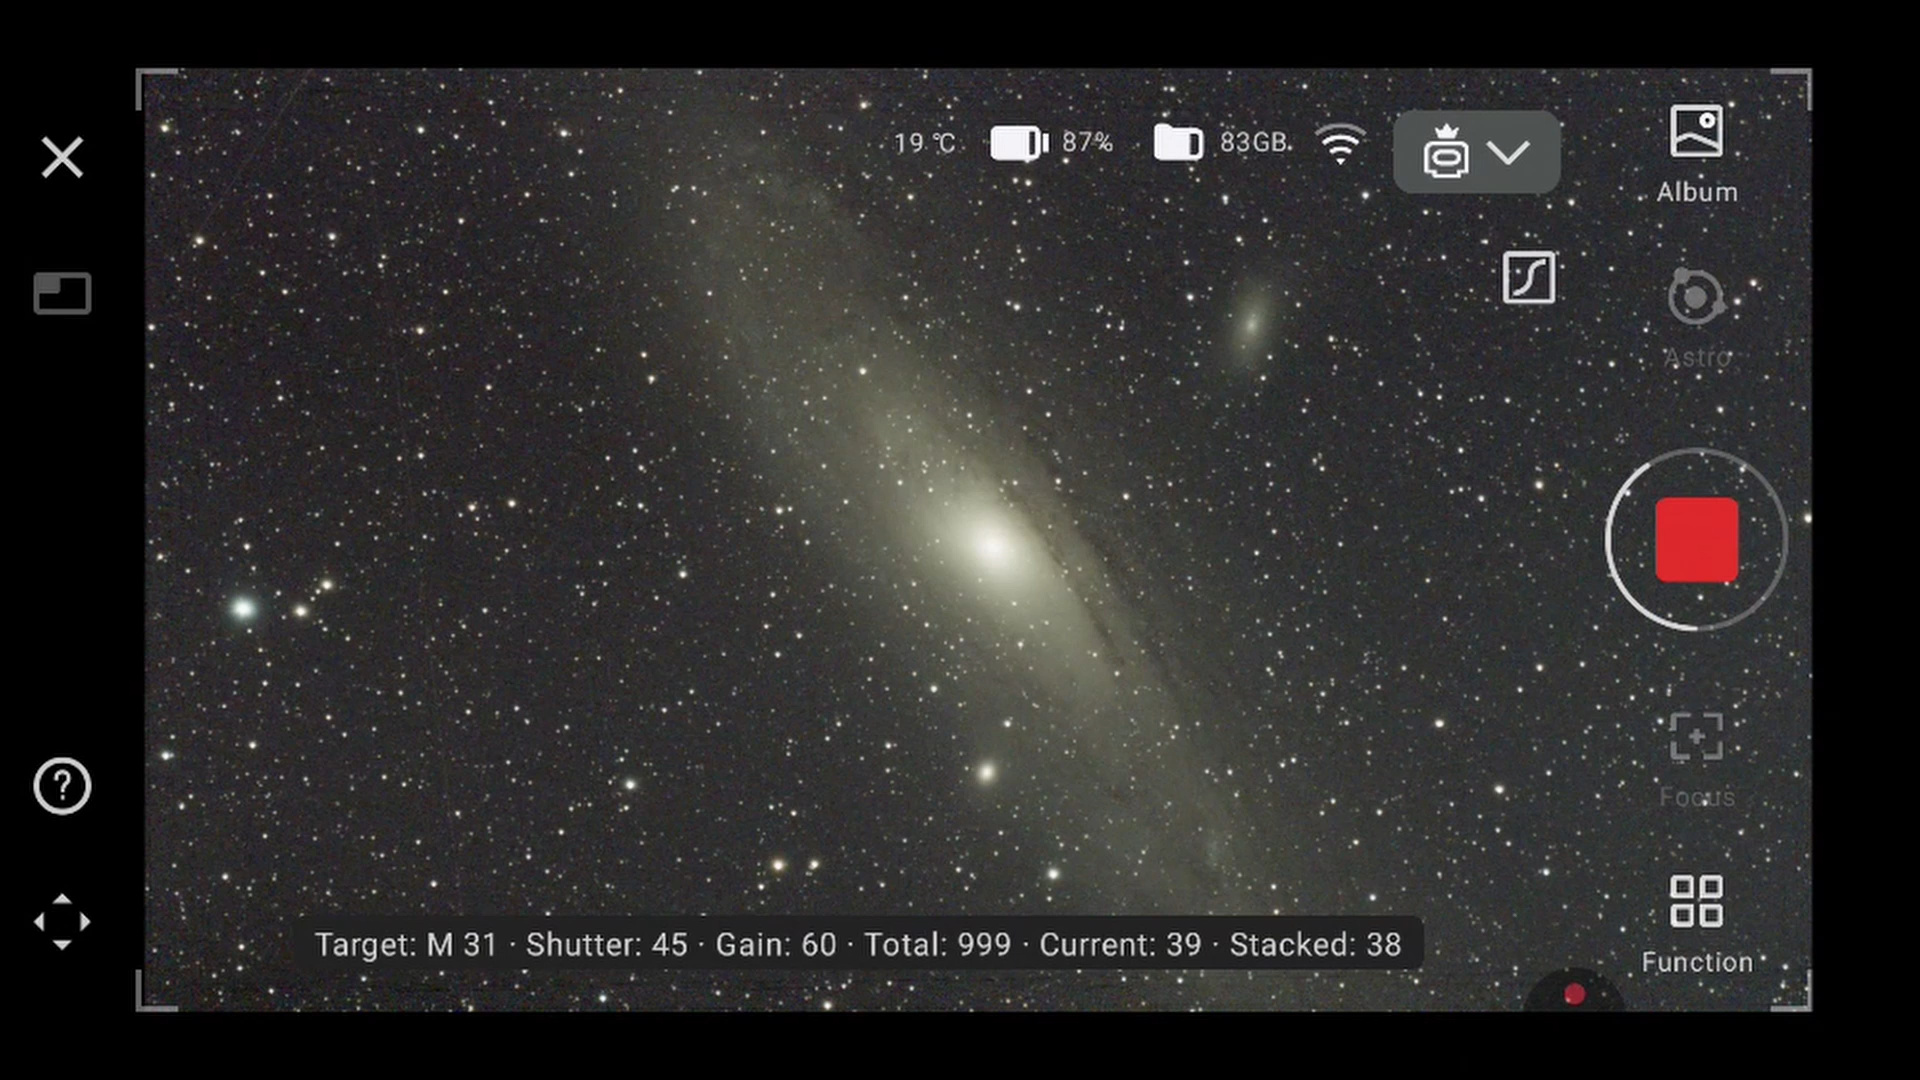 19 ℃ 87% 83GB
Album
Astro
Focus
Target: M 31 · Shutter: 45 · Gain: 60 · Total: 999 · Current: 39 · Stacked: 38
Function